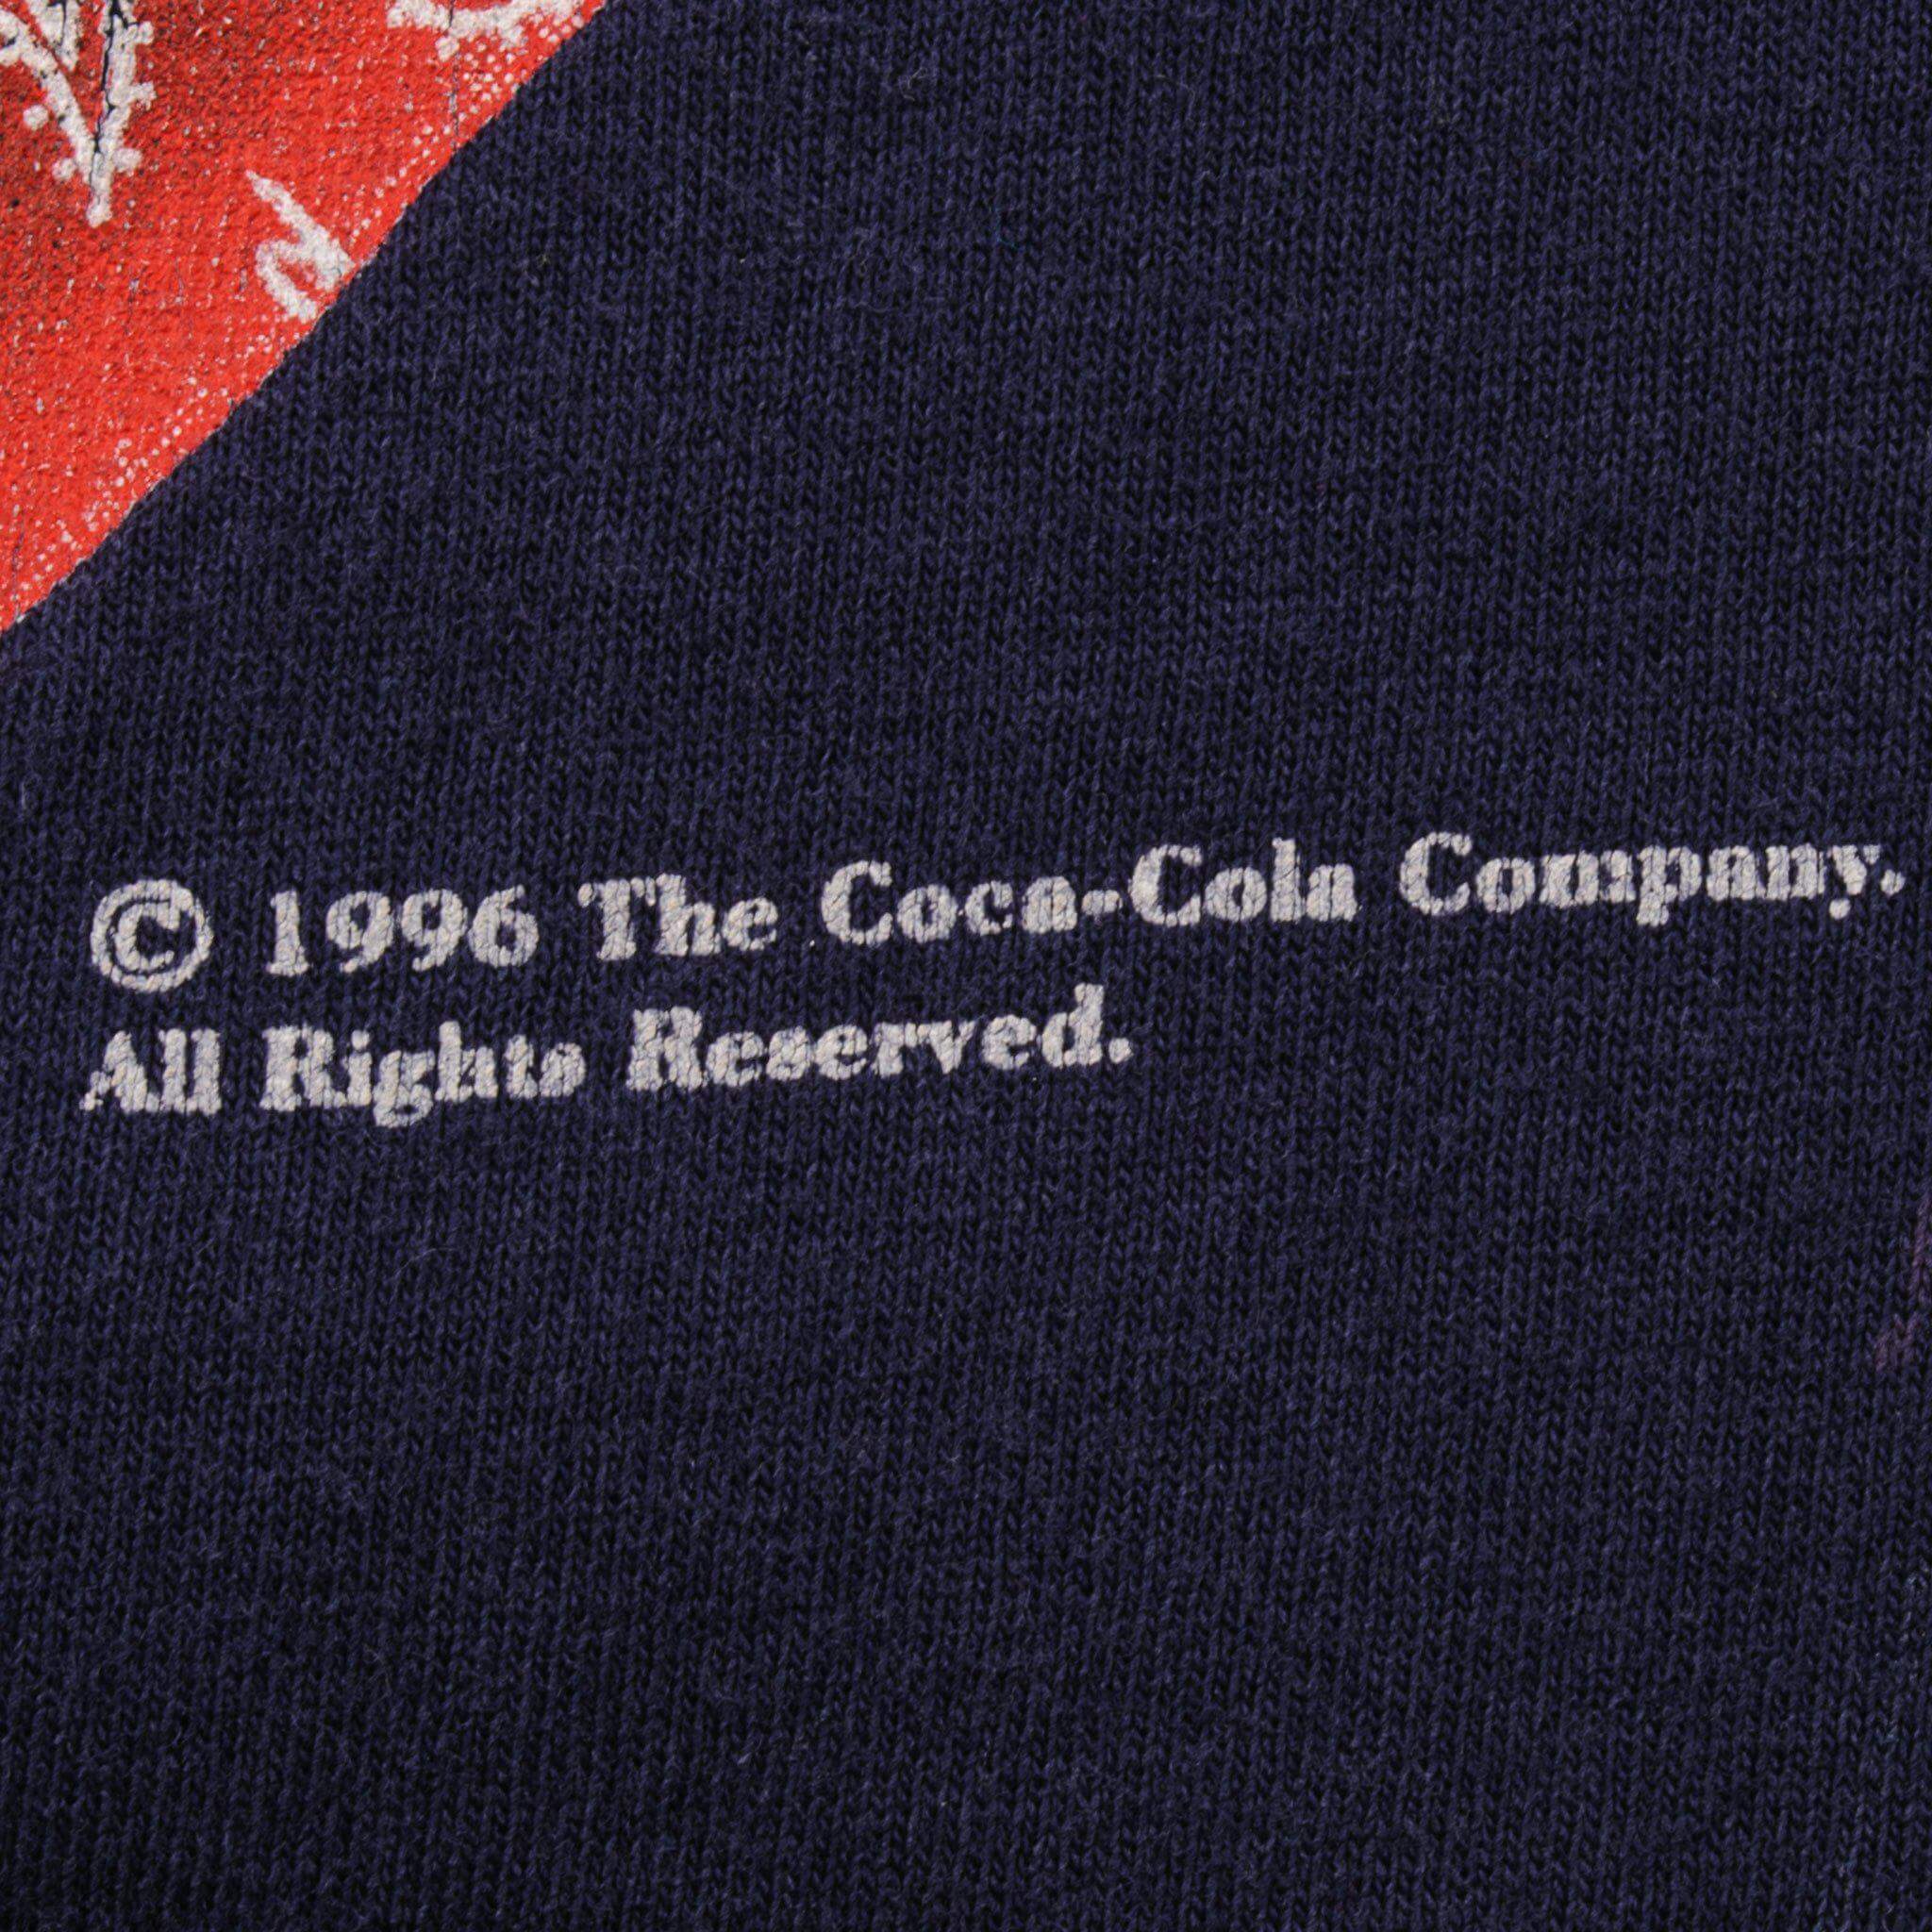 © 1996 The Coca-Cola Company.
All Rights Reserved.